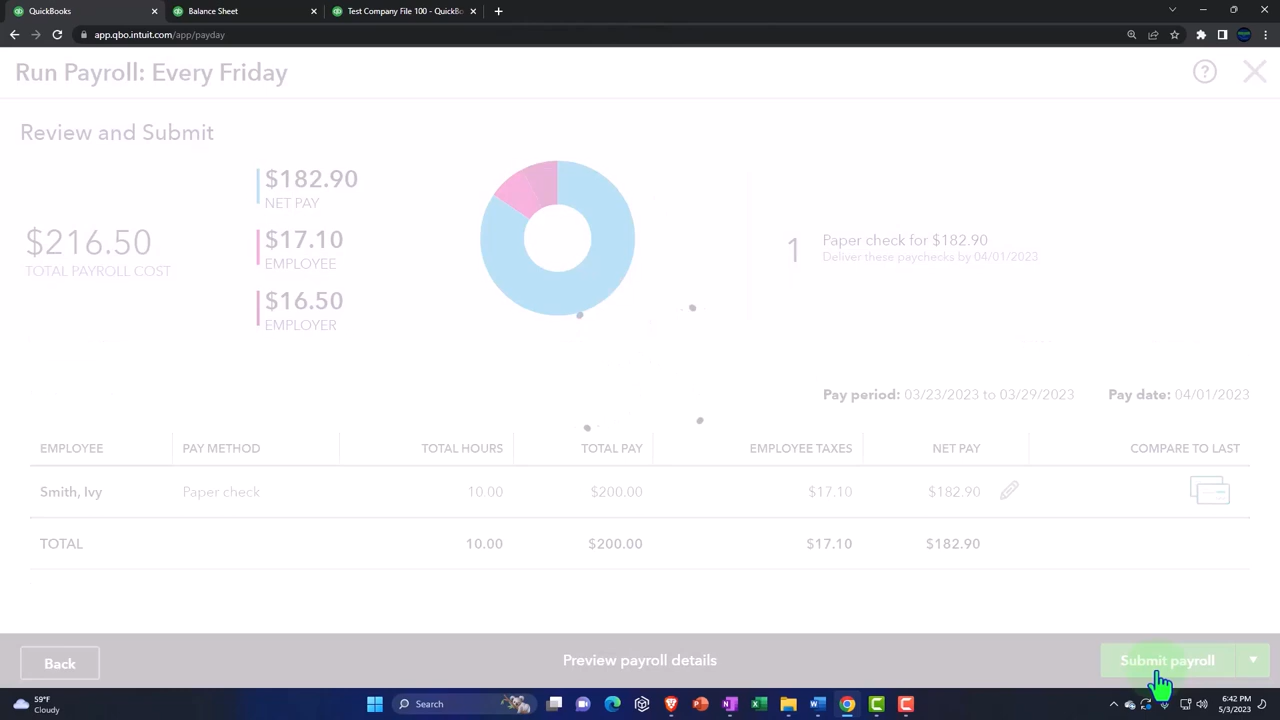 QuickBooks
Balance Sheet
Test Company File 100 - QuickBo
app.qbo.intuit.com/app/payday
Run Payroll: Every Friday
Review and Submit
$216.50
TOTAL PAYROLL COST
$182.90
NET PAY
$17.10
EMPLOYEE
$16.50
EMPLOYER
1
Paper check for $182.90
Deliver these paychecks by 04/01/2023
Pay period: 03/23/2023 to 03/29/2023 Pay date: 04/01/2023
EMPLOYEE PAY METHOD TOTAL HOURS TOTAL PAY EMPLOYEE TAXES NET PAY COMPARE TO LAST
Smith, Ivy Paper check 10.00 $200.00 $17.10 $182.90
TOTAL 10.00 $200.00 $17.10 $182.90
Back Preview payroll details Submit payroll
59°F
Cloudy
Search
6:42 PM
5/3/2023